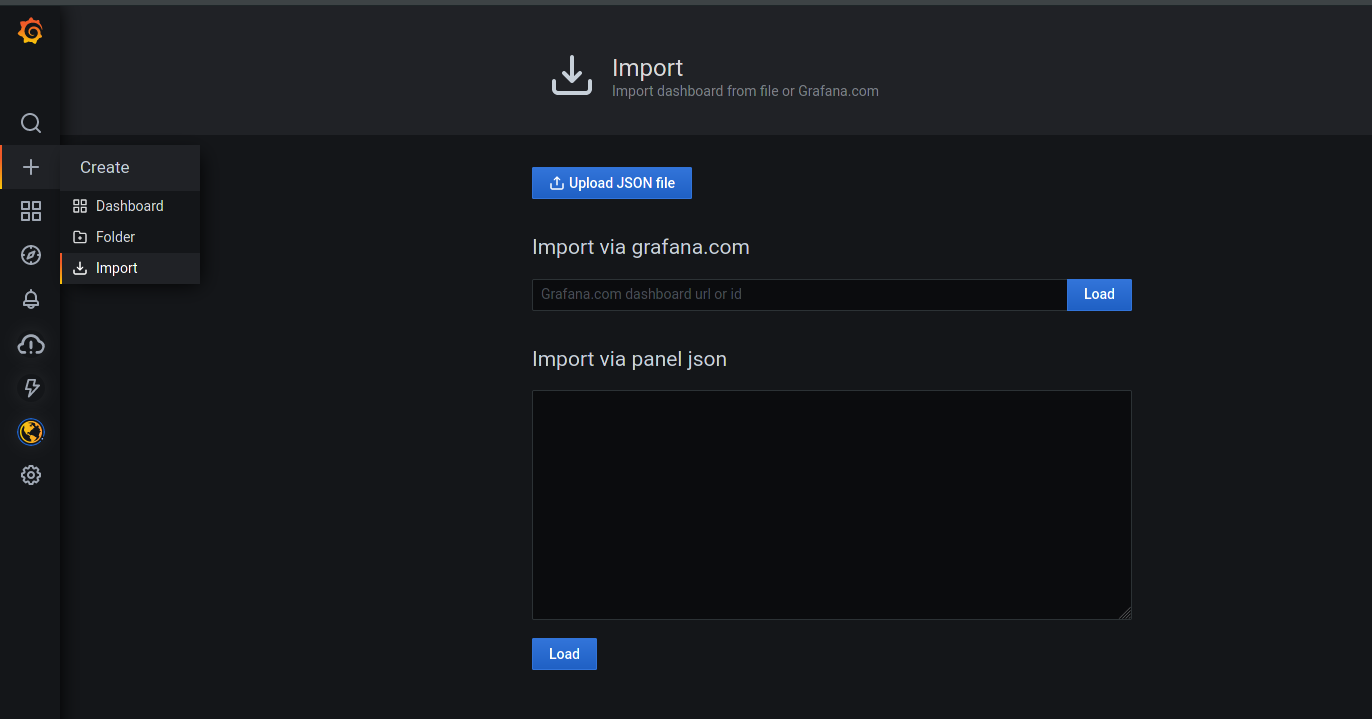 Import
Import dashboard from file or Grafana.com
Create
Dashboard
Folder
Import
Upload JSON file
Import via grafana.com
Grafana.com dashboard url or id
Load
Import via panel json
Load